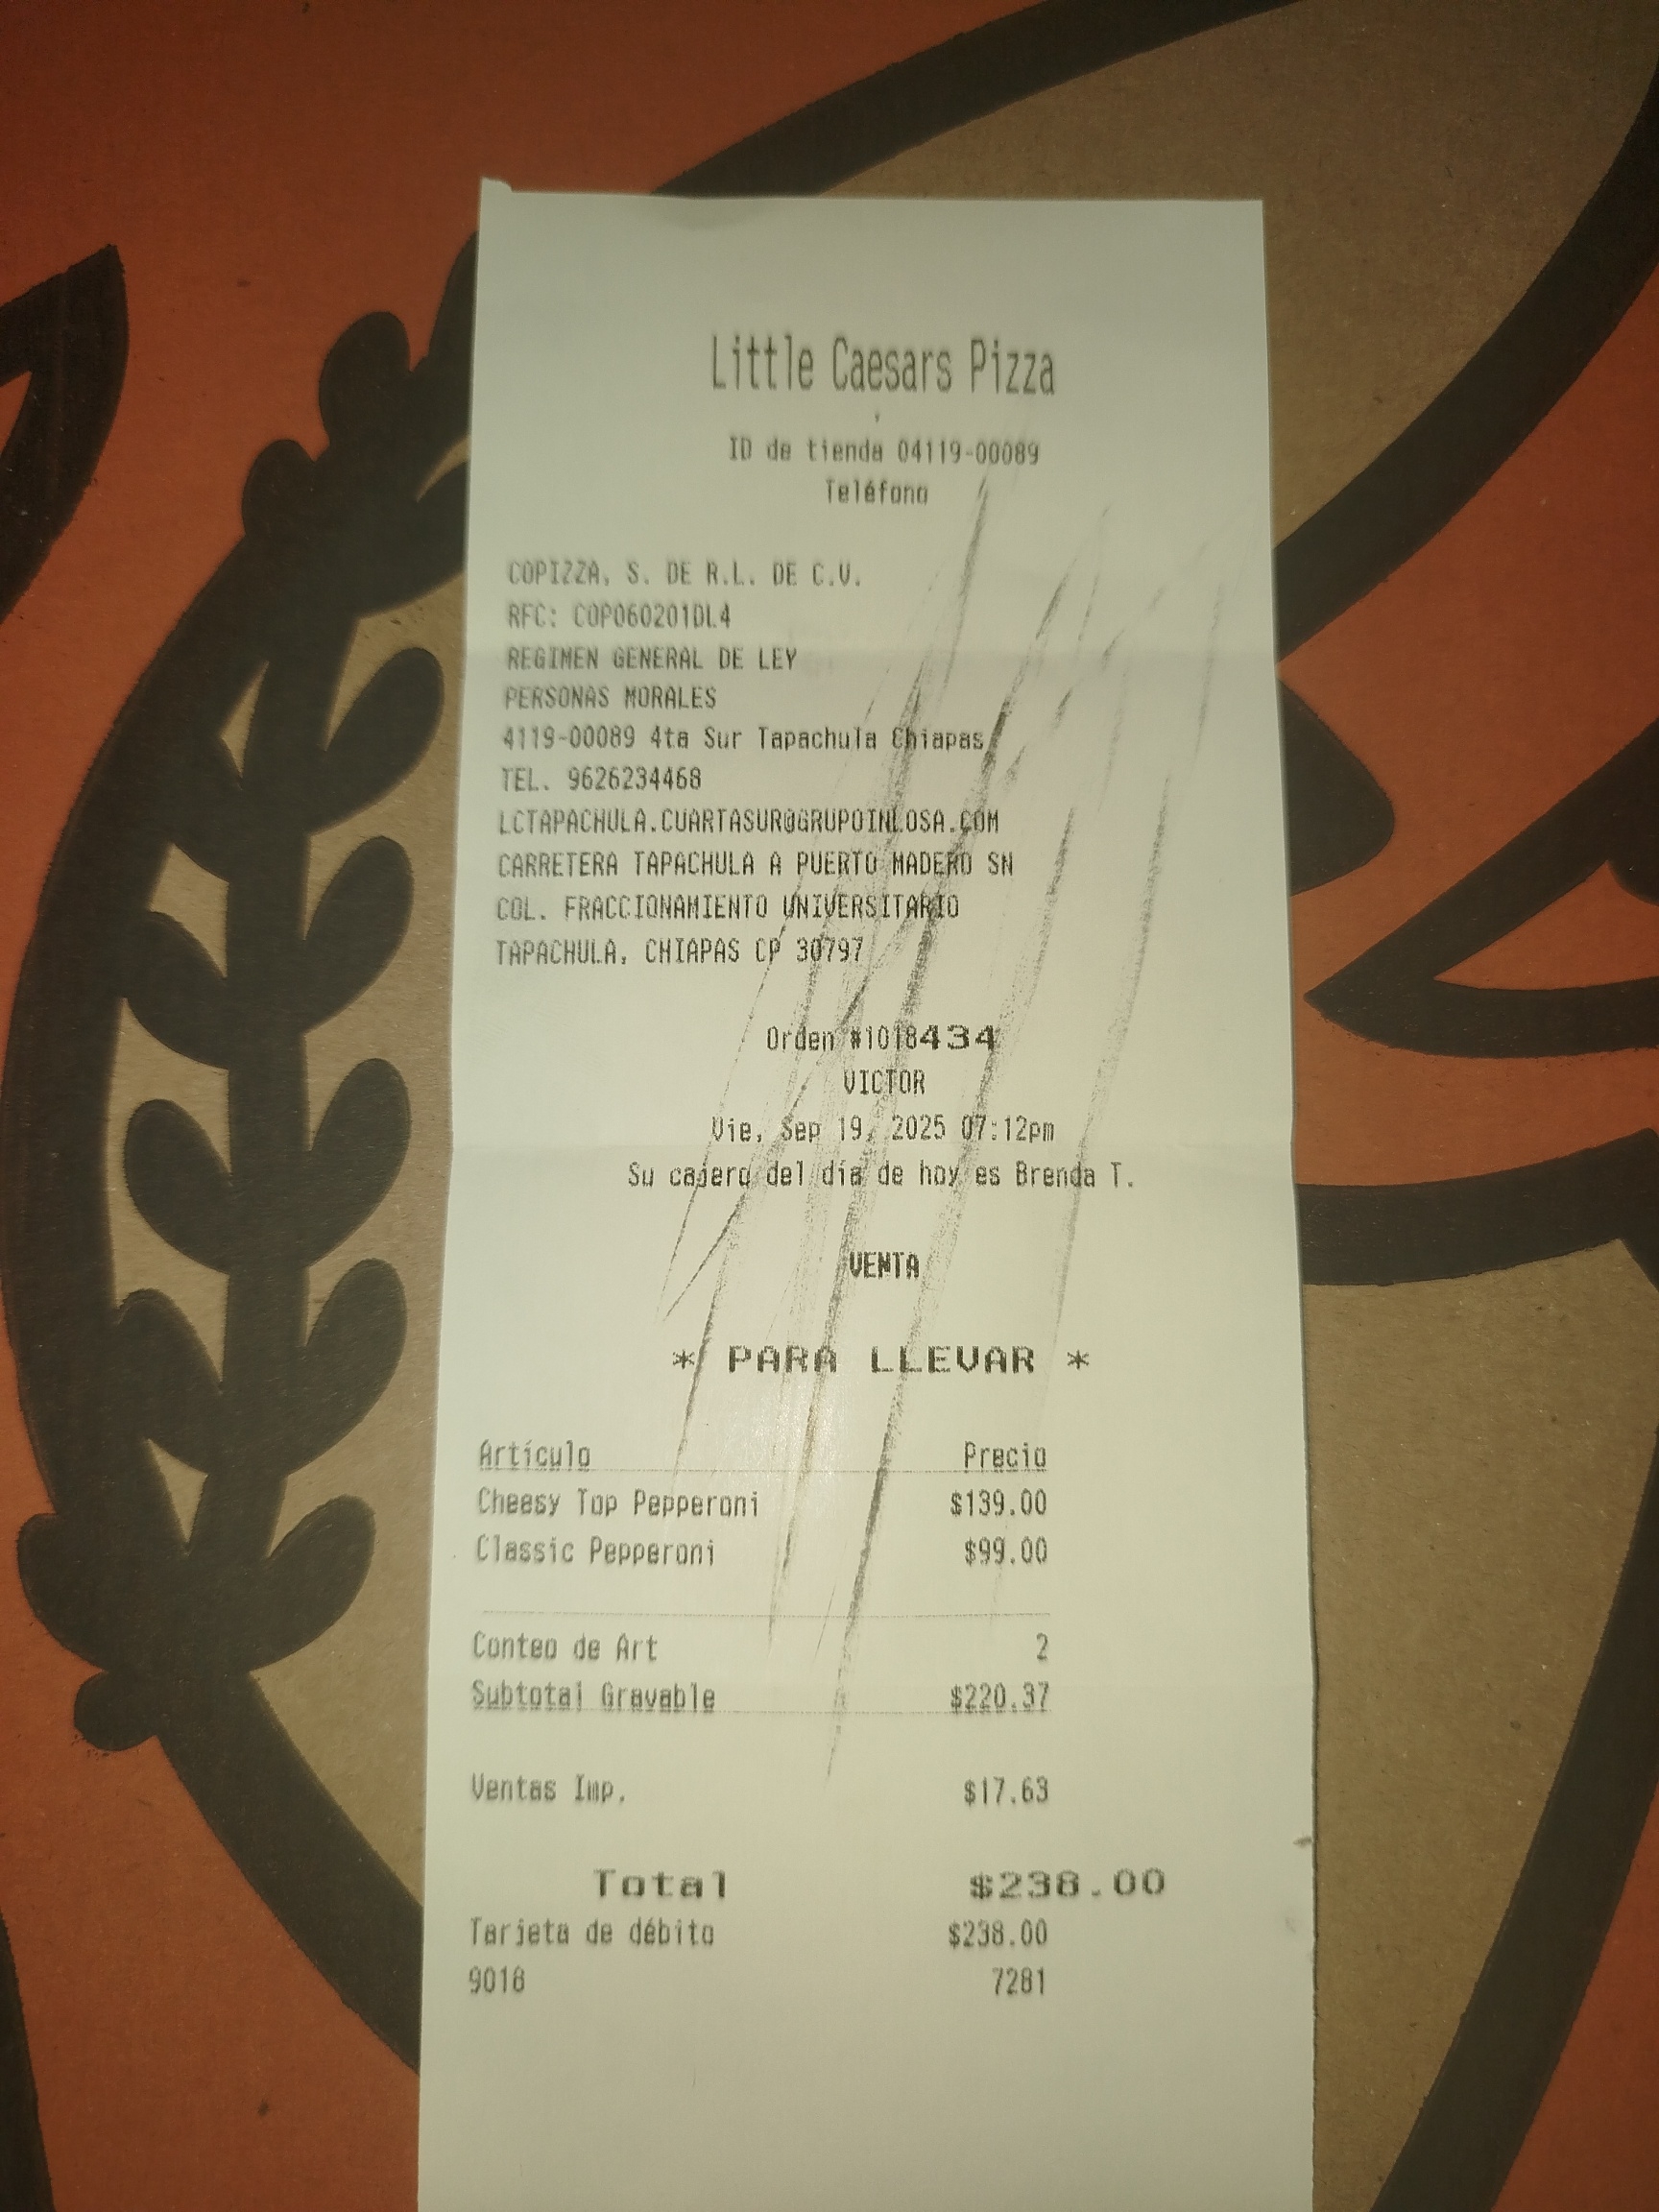 Little Caesars Pizza
ID de tienda 04119-00089
Teléfono
COPIZZA, S. DE R.L. DE C.V.
RFC: COP060201DL4
REGIMEN GENERAL DE LEY
PERSONAS MORALES
4119-00089 4ta Sur Tapachula Chiapas
TEL. 9626234468
LCTAPACHULA.CUARTASUR@GRUPOINLOSA.COM
CARRETERA TAPACHULA A PUERTO MADERO SN
COL. FRACCIONAMIENTO UNIVERSITARIO
TAPACHULA, CHIAPAS CP 30797
Orden #1018434
VICTOR
Vie, Sep 19, 2025 07:12pm
Su cajero del día de hoy es Brenda T.
VENTA
* PARA LLEVAR *
Artículo Precio
Cheesy Top Pepperoni $139.00
Classic Pepperoni $99.00
Conteo de Art 2
Subtotal Gravable $220.37
Ventas Imp. $17.63
Total $238.00
Tarjeta de débito $238.00
9018 7281